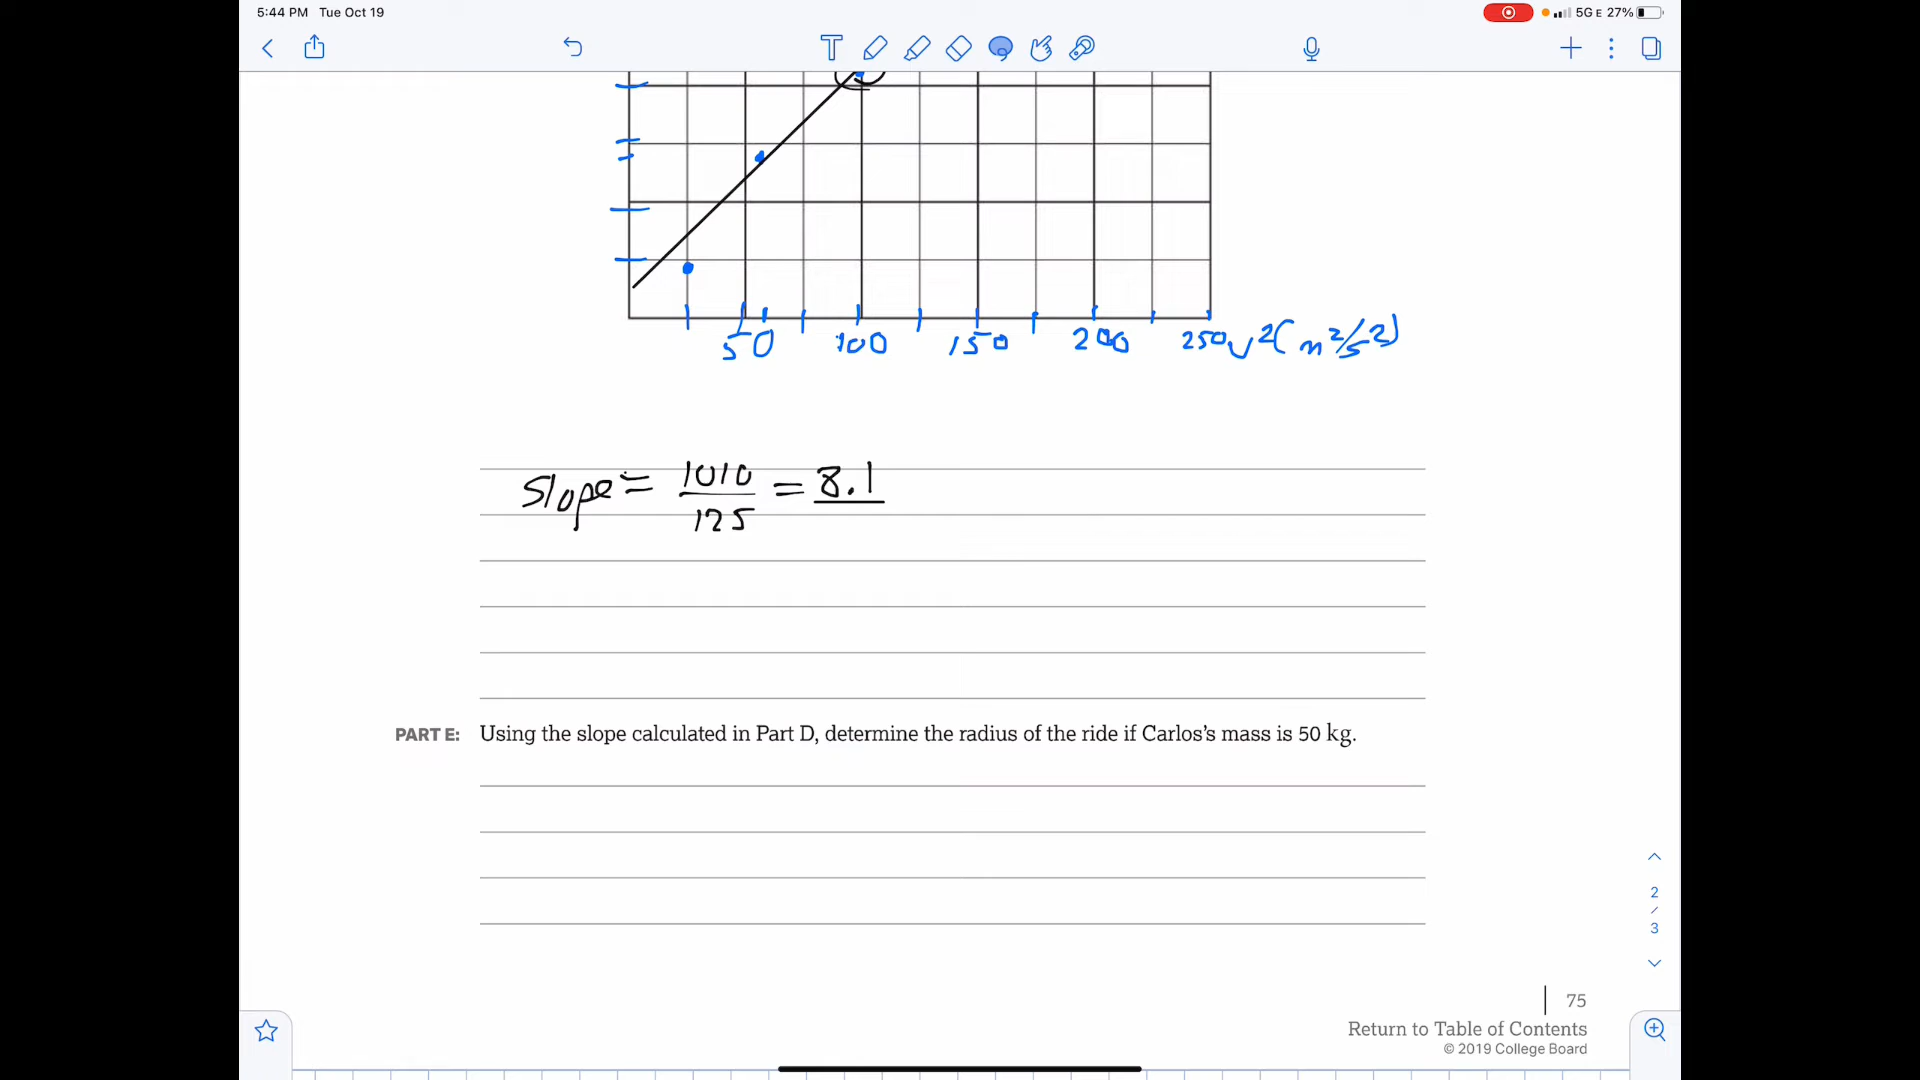 5:44 PM Tue Oct 19
5G E 27%
50 100 150 200 250 v²(m²/s²)
Slope = 1010/125 = 8.1
PART E: Using the slope calculated in Part D, determine the radius of the ride if Carlos's mass is 50 kg.
2
/
3
75
Return to Table of Contents
© 2019 College Board